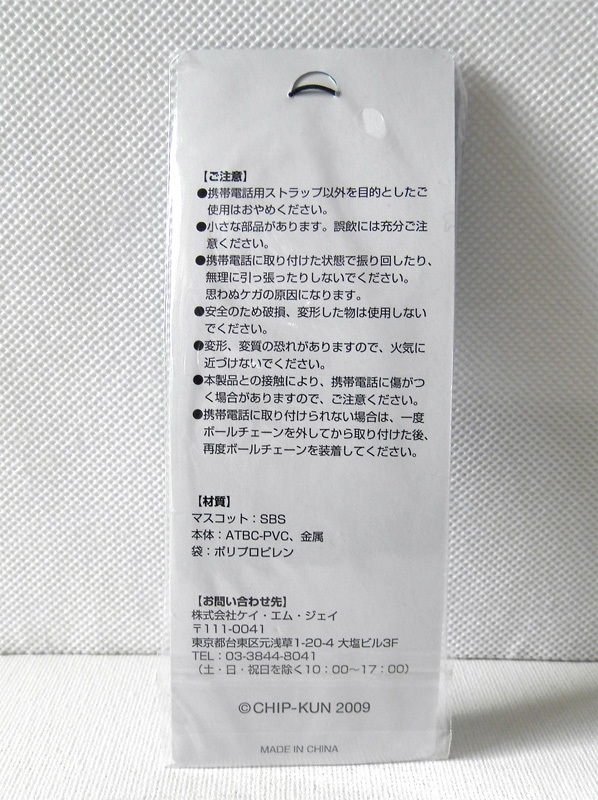 【ご注意】
●携帯電話用ストラップ以外を目的としたご
使用はおやめください。
●小さな部品があります。誤飲には充分ご注
意ください。
●携帯電話に取り付けた状態で振り回したり、
無理に引っ張ったりしないでください。
思わぬケガの原因になります。
●安全のため破損、変形した物は使用しない
でください。
●変形、変質の恐れがありますので、火気に
近づけないでください。
●本製品との接触により、携帯電話に傷がつ
く場合がありますので、ご注意ください。
●携帯電話に取り付けられない場合は、一度
ボールチェーンを外してから取り付けた後、
再度ボールチェーンを装着してください。
【材質】
マスコット：SBS
本体：ATBC-PVC、金属
袋：ポリプロピレン
【お問い合わせ先】
株式会社ケイ・エム・ジェイ
〒111-0041
東京都台東区元浅草1-20-4 大塩ビル3F
TEL：03-3844-8041
（土・日・祝日を除く10：00〜17：00）
©CHIP-KUN 2009
MADE IN CHINA